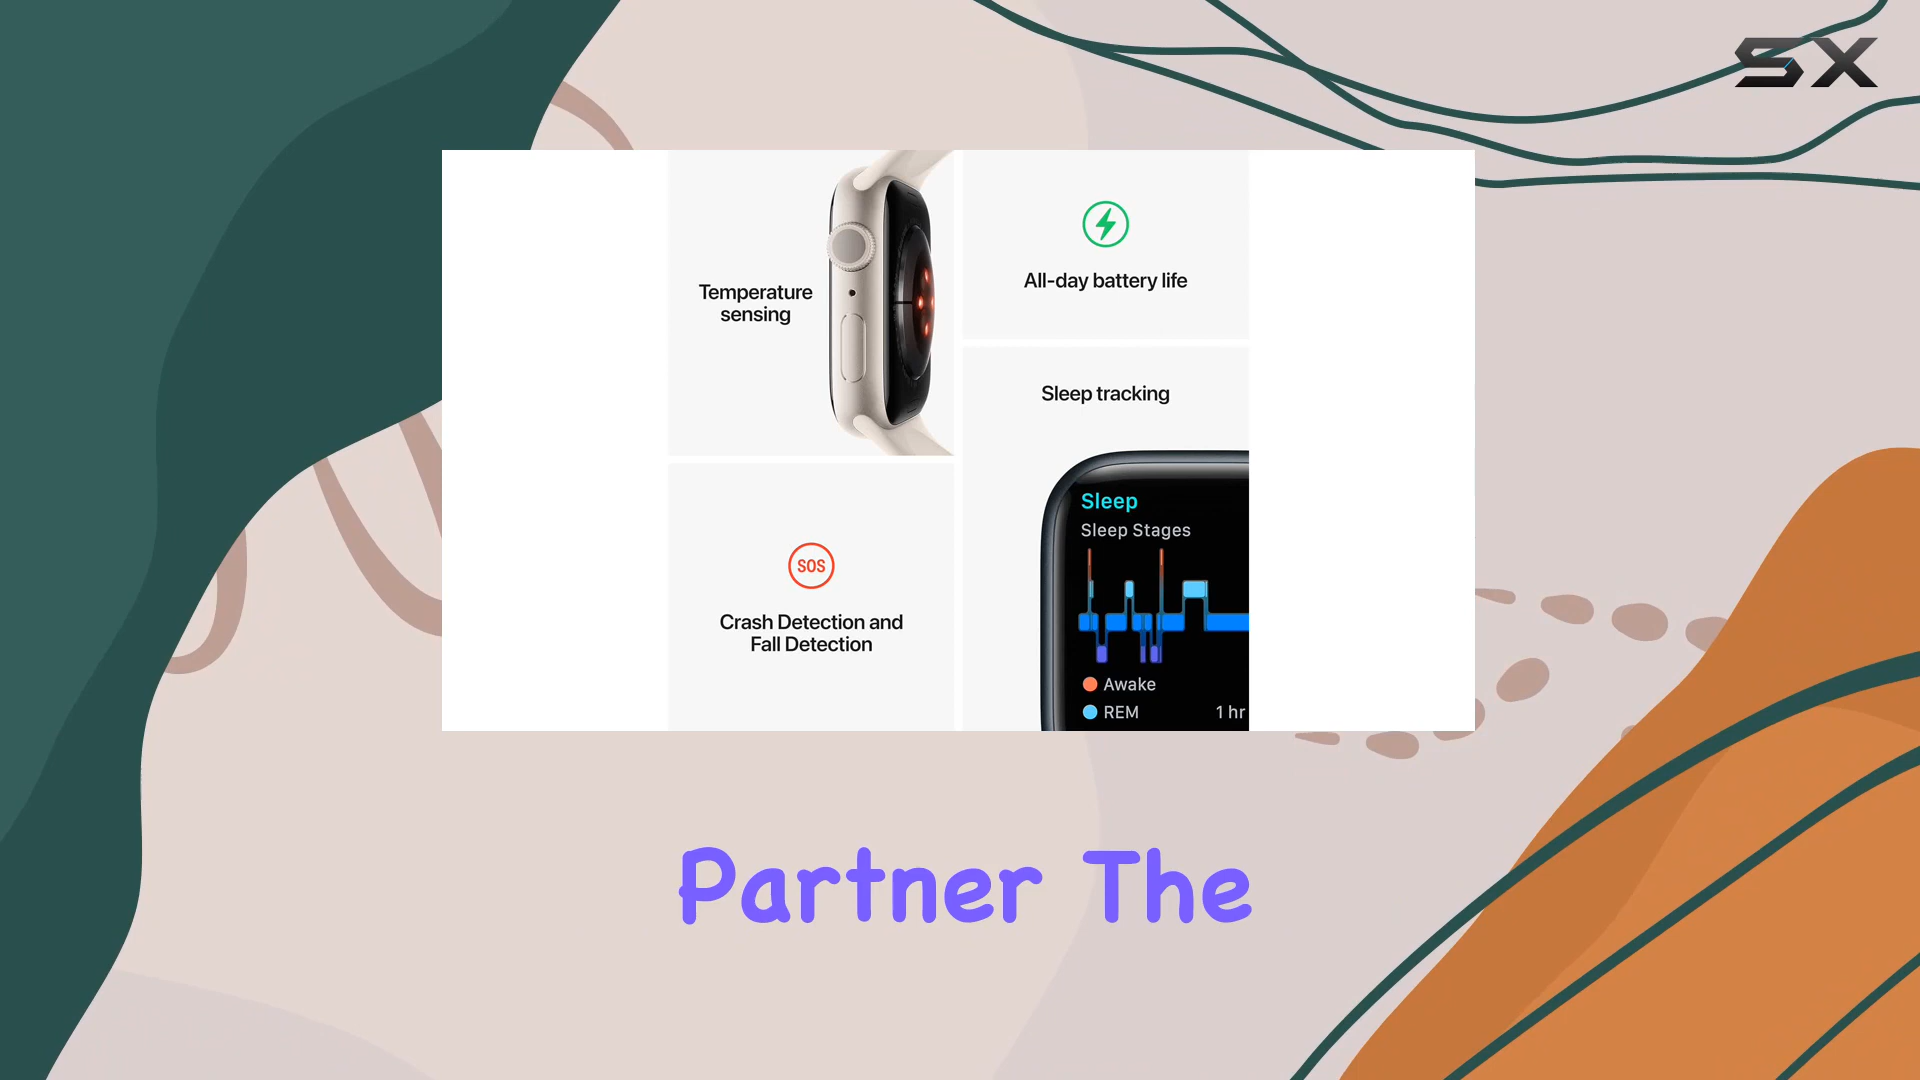 SX
Temperature
sensing
All-day battery life
Sleep tracking
SOS
Crash Detection and
Fall Detection
Sleep
Sleep Stages
Awake
REM 1 hr
Partner The